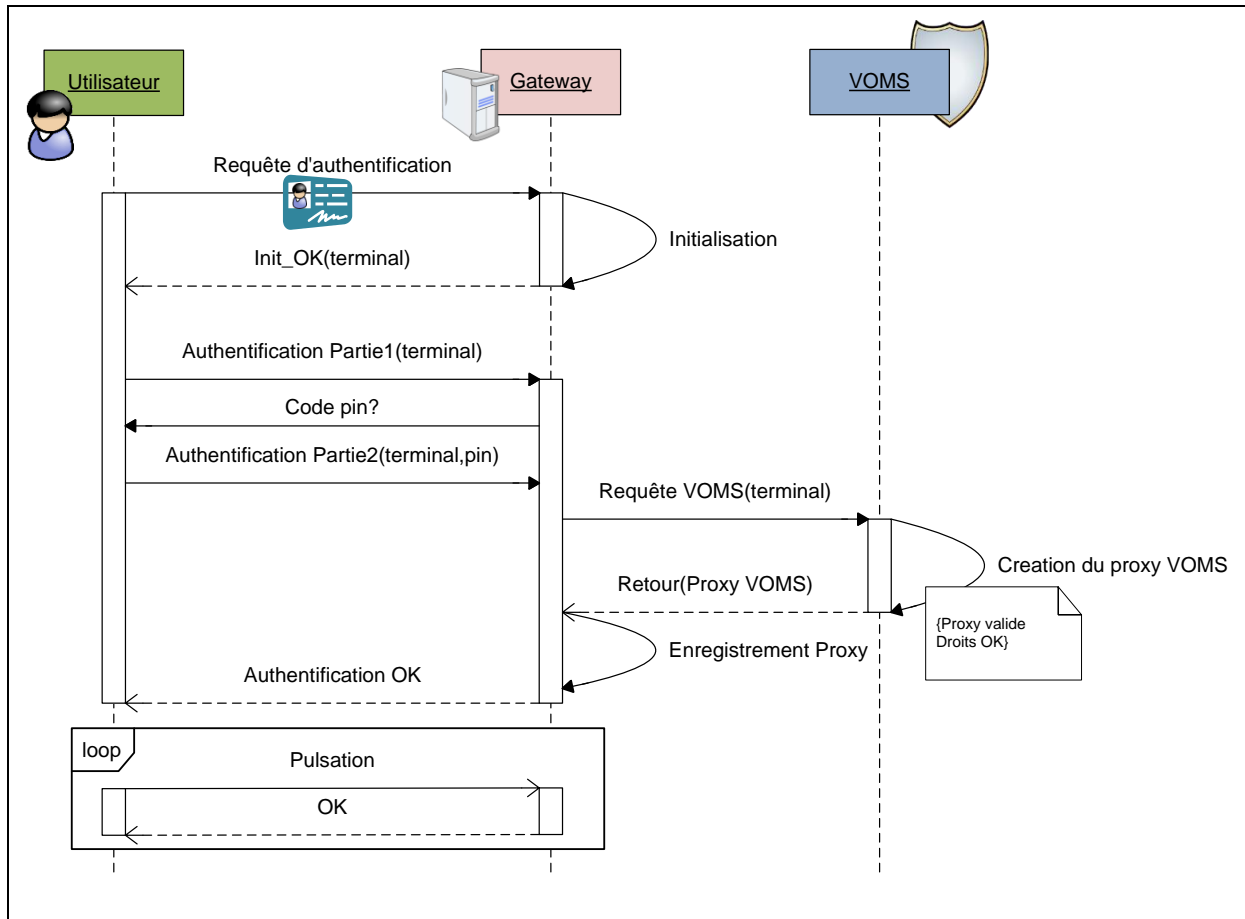 Utilisateur
Gateway
VOMS
Requête d'authentification
Initialisation
Init_OK(terminal)
Authentification Partie1(terminal)
Code pin?
Authentification Partie2(terminal,pin)
Requête VOMS(terminal)
Creation du proxy VOMS
Retour(Proxy VOMS)
{Proxy valide
Droits OK}
Enregistrement Proxy
Authentification OK
loop
Pulsation
OK